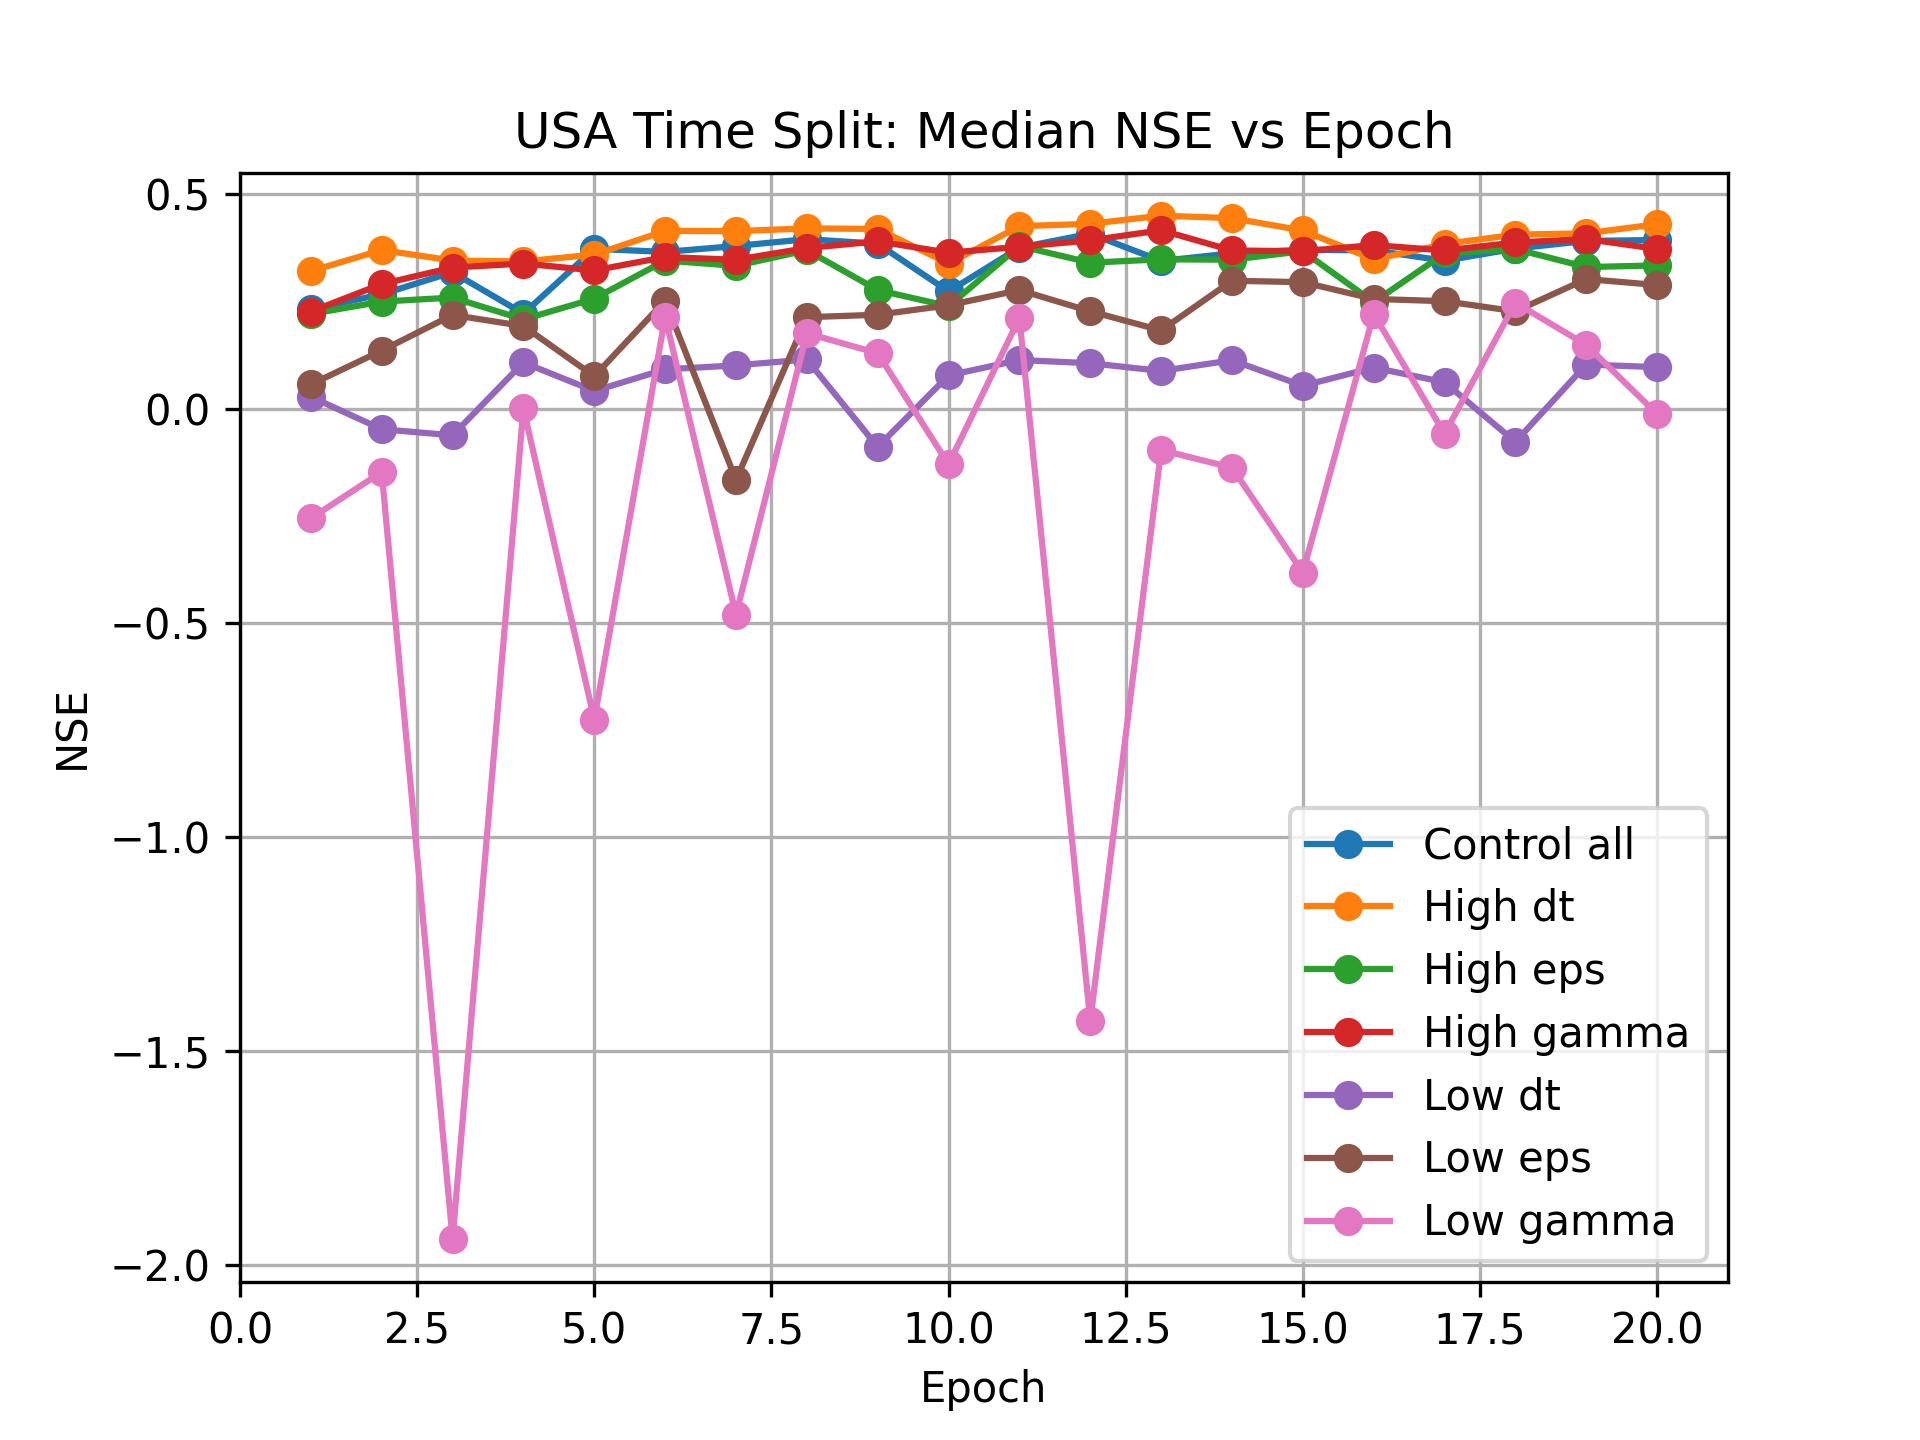 USA Time Split: Median NSE vs Epoch
0.5
0.0
−0.5
−1.0
−1.5
−2.0
NSE
Control all
High dt
High eps
High gamma
Low dt
Low eps
Low gamma
0.0 2.5 5.0 7.5 10.0 12.5 15.0 17.5 20.0
Epoch